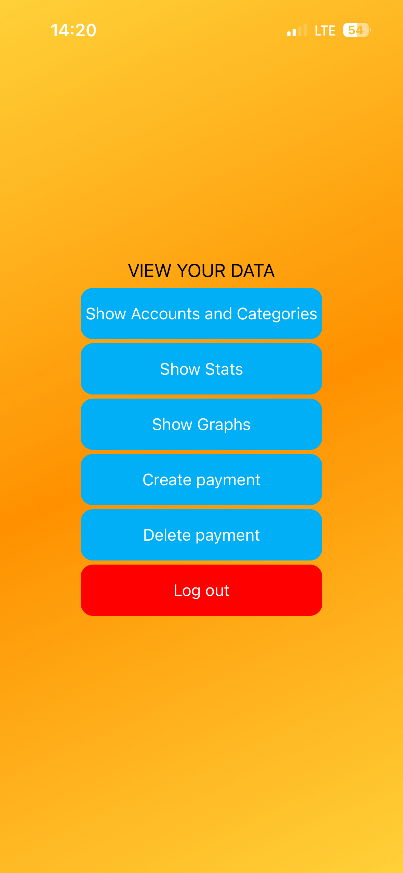 14:20
LTE
54
VIEW YOUR DATA
Show Accounts and Categories
Show Stats
Show Graphs
Create payment
Delete payment
Log out